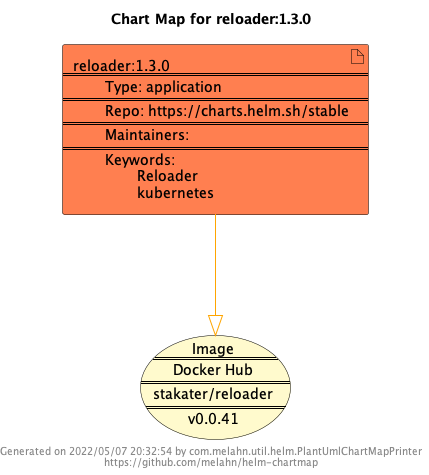 Chart Map for reloader:1.3.0
reloader:1.3.0
Type: application
Repo: https://charts.helm.sh/stable
Maintainers:
Keywords:
Reloader
kubernetes
Image
Docker Hub
stakater/reloader
v0.0.41
Generated on 2022/05/07 20:32:54 by com.melahn.util.helm.PlantUmlChartMapPrinter
https://github.com/melahn/helm-chartmap